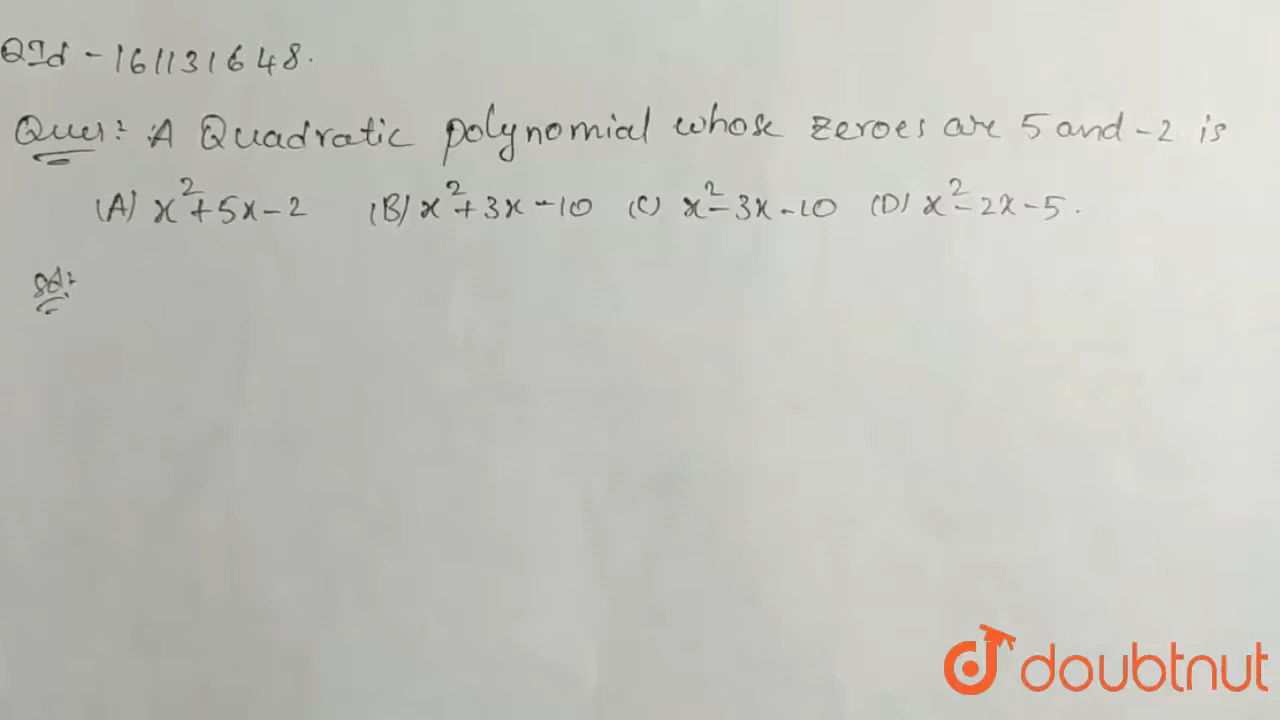 QId - 161131648.
Ques: A Quadratic polynomial whose zeroes are 5 and -2 is
(A) x²+5x-2 (B) x²+3x-10 (C) x²-3x-10 (D) x²-2x-5.
Sol:
doubtnut